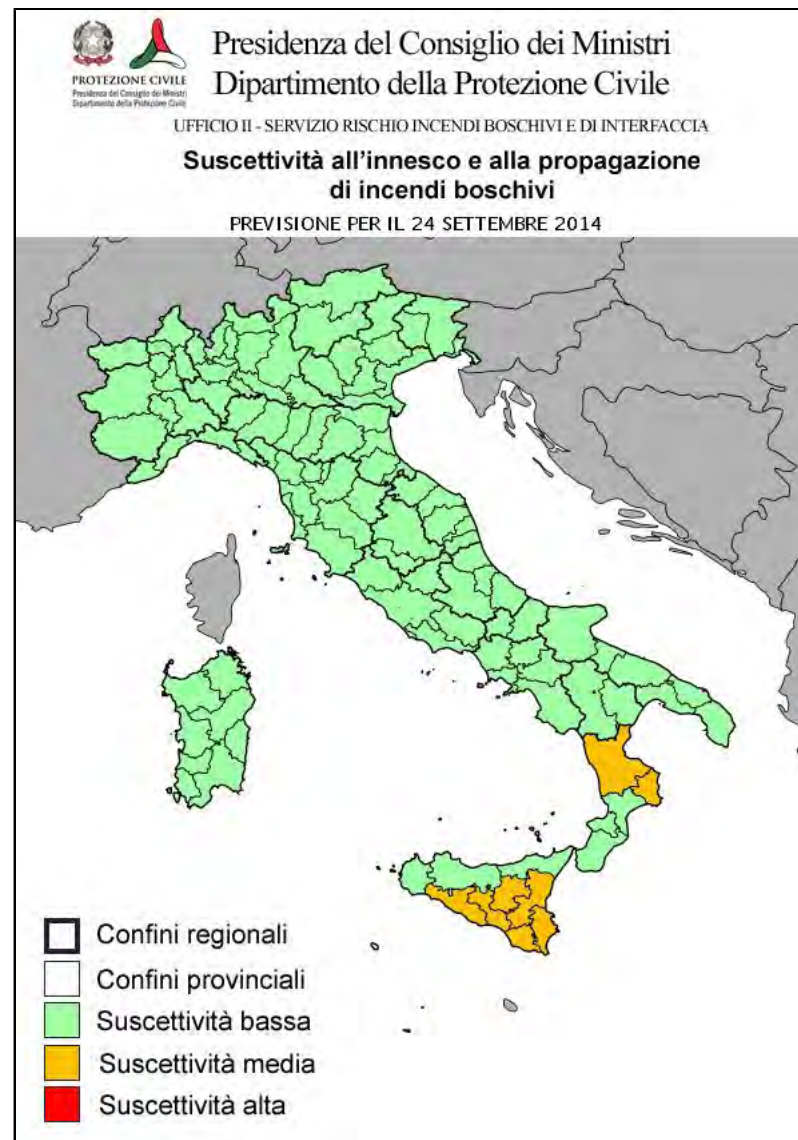 PROTEZIONE CIVILE
Presidenza del Consiglio dei Ministri
Dipartimento della Protezione Civile
Presidenza del Consiglio dei Ministri
Dipartimento della Protezione Civile
UFFICIO II - SERVIZIO RISCHIO INCENDI BOSCHIVI E DI INTERFACCIA
Suscettività all'innesco e alla propagazione
di incendi boschivi
PREVISIONE PER IL 24 SETTEMBRE 2014
Confini regionali
Confini provinciali
Suscettività bassa
Suscettività media
Suscettività alta